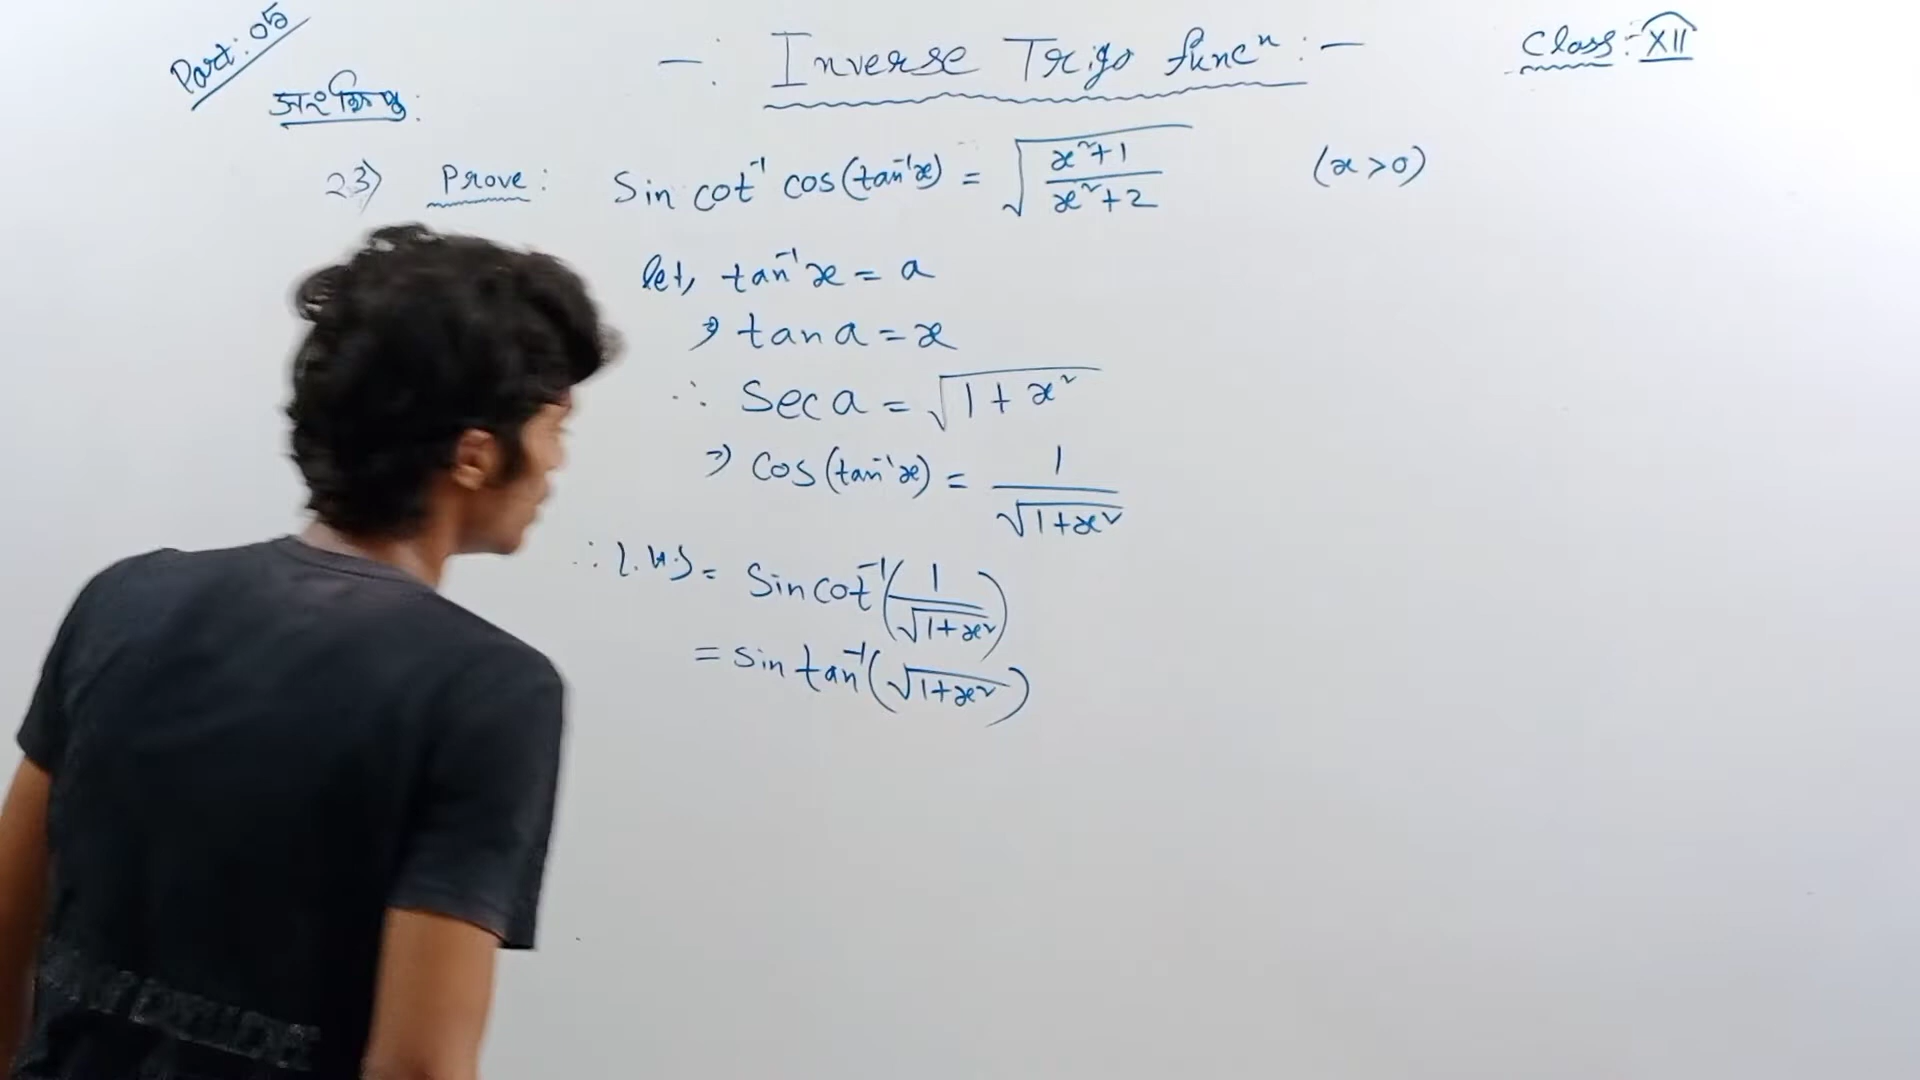 Part: 05
-: Inverse Trigo funcⁿ :-
Class:- XII
23) Prove: Sin cot⁻¹ cos(tan⁻¹x) = √((x²+1)/(x²+2)) (x>0)
let, tan⁻¹x = a
⇒ tan a = x
∴ Sec a = √(1+x²)
⇒ cos(tan⁻¹x) = 1/√(1+x²)
∴ L.H.S = Sin cot⁻¹(1/√(1+x²))
= sin tan⁻¹(√(1+x²))